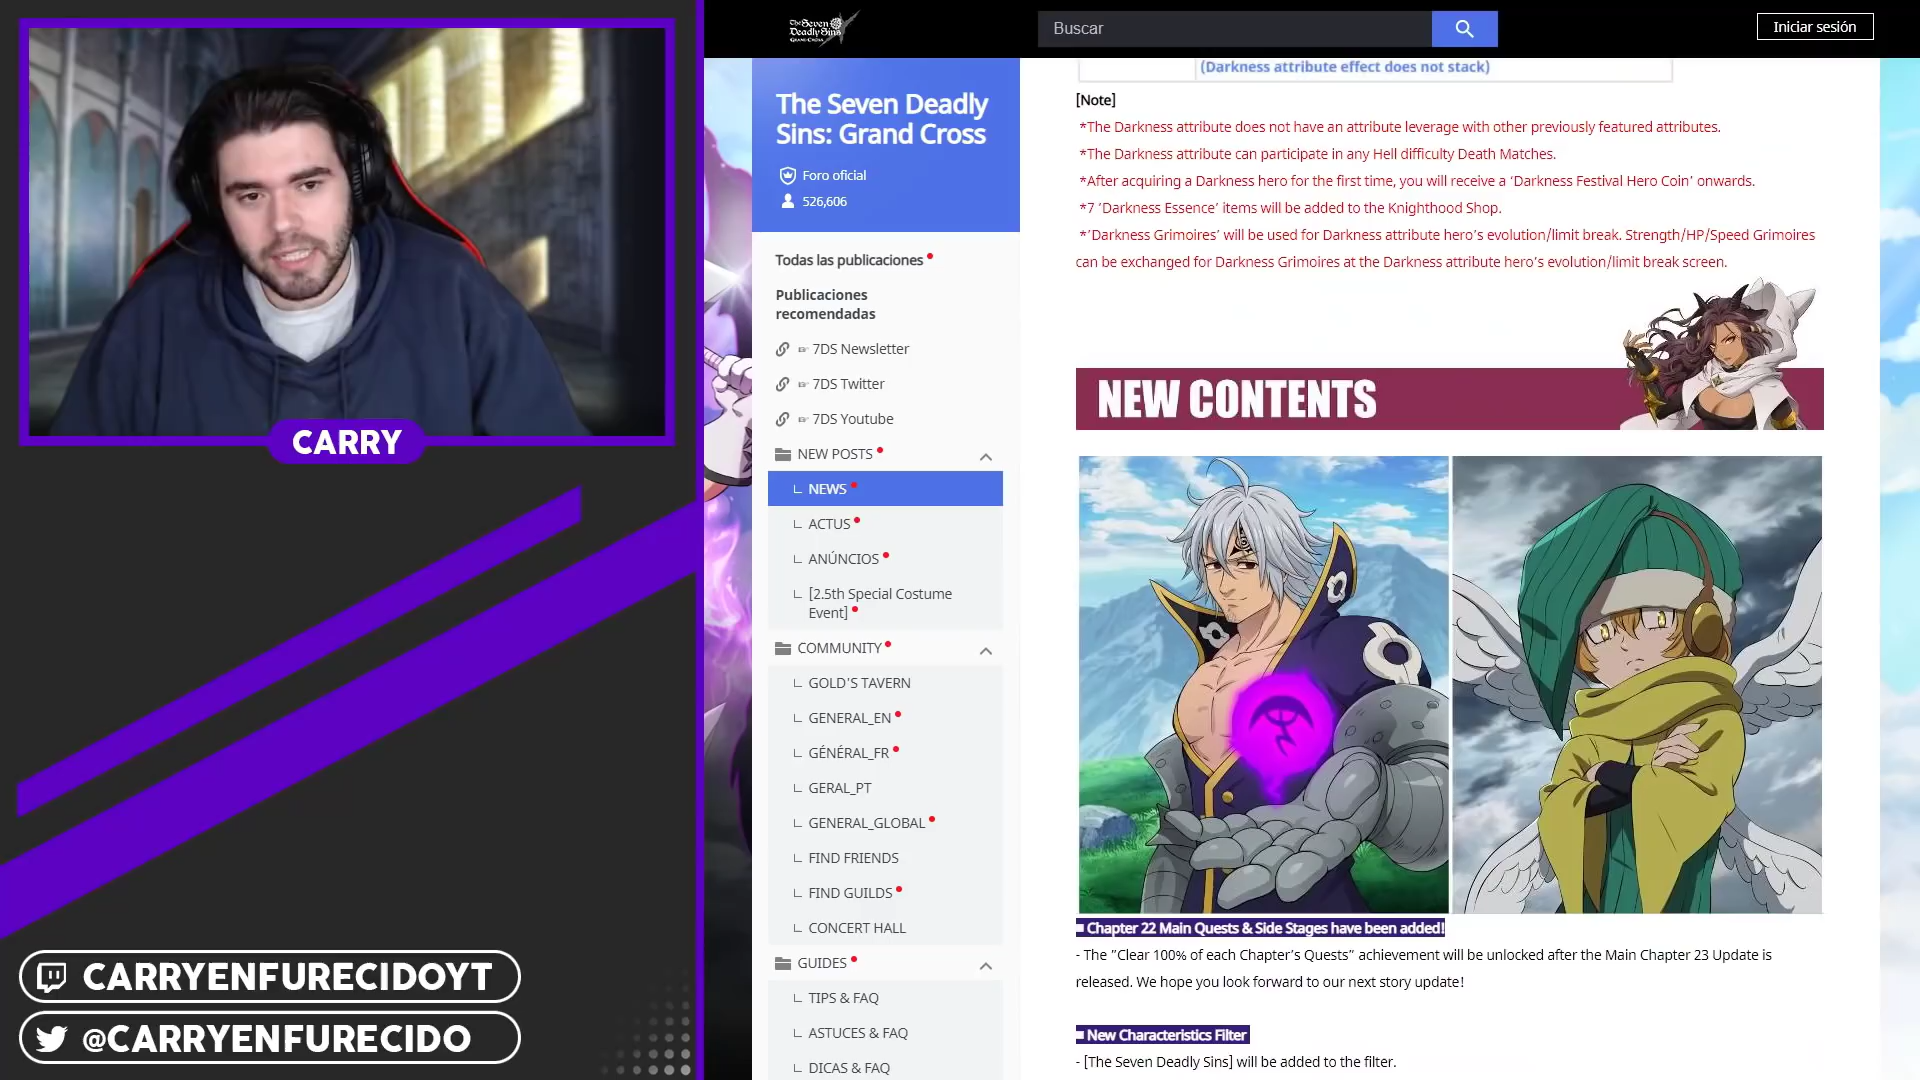 CARRY
CARRYENFURECIDOYT
@CARRYENFURECIDO
The Seven
Deadly Sins
GRAND CROSS
Buscar
Iniciar sesión
The Seven Deadly
Sins: Grand Cross
Foro oficial
526,606
Todas las publicaciones
Publicaciones
recomendadas
7DS Newsletter
7DS Twitter
7DS Youtube
NEW POSTS
NEWS
ACTUS
ANÚNCIOS
[2.5th Special Costume
Event]
COMMUNITY
GOLD'S TAVERN
GENERAL_EN
GÉNÉRAL_FR
GERAL_PT
GENERAL_GLOBAL
FIND FRIENDS
FIND GUILDS
CONCERT HALL
GUIDES
TIPS & FAQ
ASTUCES & FAQ
DICAS & FAQ
(Darkness attribute effect does not stack)
[Note]
*The Darkness attribute does not have an attribute leverage with other previously featured attributes.
*The Darkness attribute can participate in any Hell difficulty Death Matches.
*After acquiring a Darkness hero for the first time, you will receive a ‘Darkness Festival Hero Coin’ onwards.
*7 ’Darkness Essence’ items will be added to the Knighthood Shop.
*’Darkness Grimoires’ will be used for Darkness attribute hero’s evolution/limit break. Strength/HP/Speed Grimoires
can be exchanged for Darkness Grimoires at the Darkness attribute hero’s evolution/limit break screen.
NEW CONTENTS
■ Chapter 22 Main Quests & Side Stages have been added!
- The ”Clear 100% of each Chapter’s Quests” achievement will be unlocked after the Main Chapter 23 Update is
released. We hope you look forward to our next story update!
■ New Characteristics Filter
- [The Seven Deadly Sins] will be added to the filter.